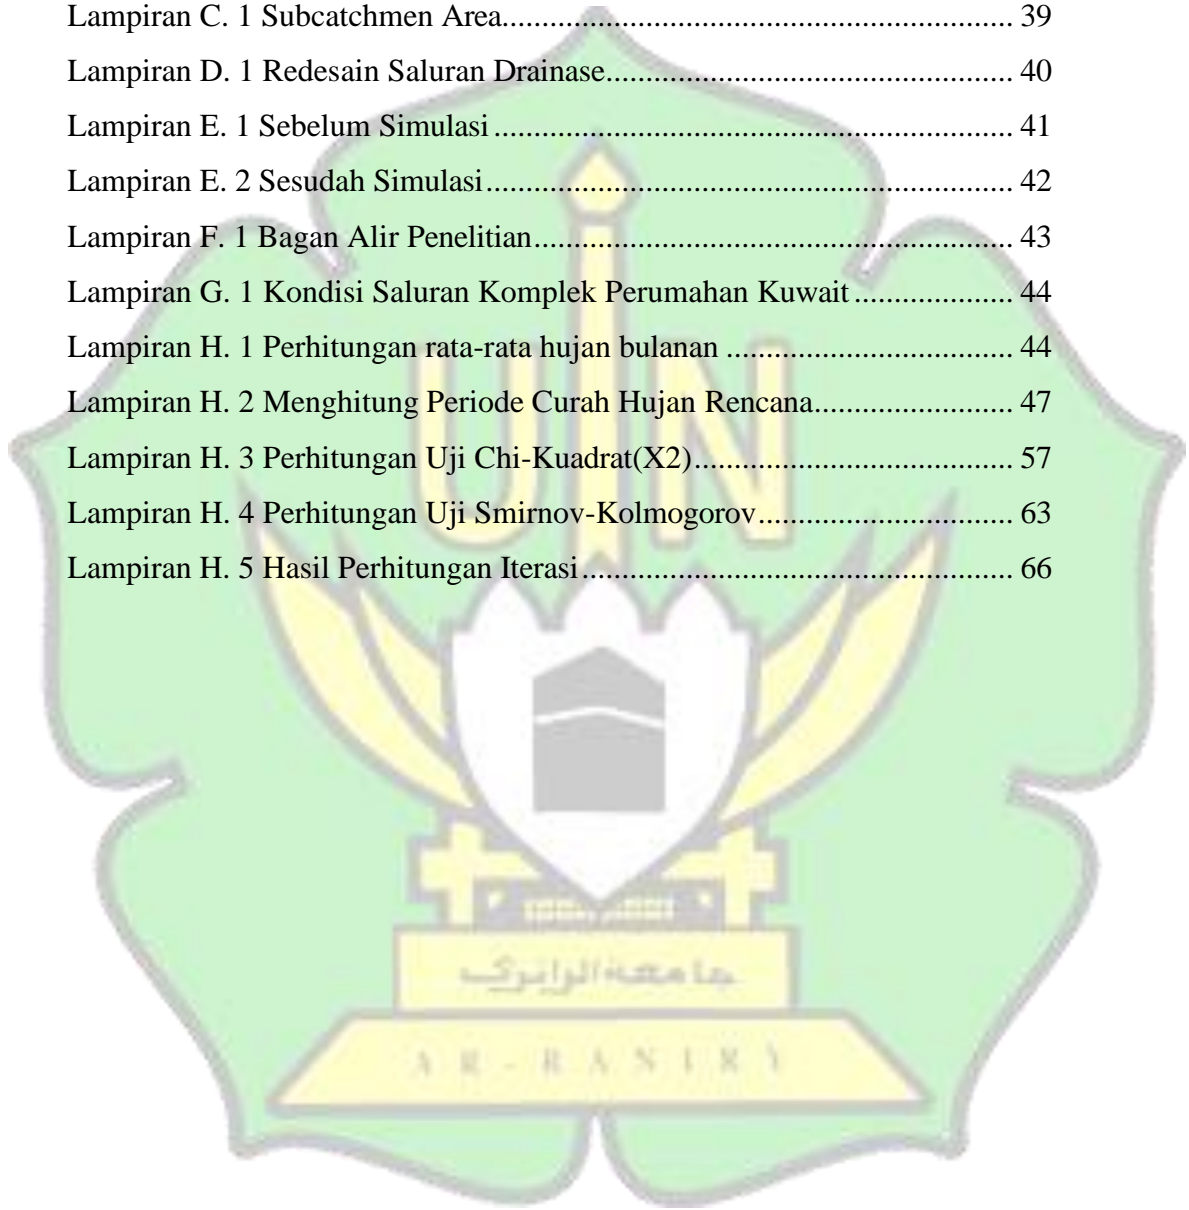 Lampiran C. 1 Subcatchmen Area.................................................................. 39
Lampiran D. 1 Redesain Saluran Drainase.................................................... 40
Lampiran E. 1 Sebelum Simulasi................................................................... 41
Lampiran E. 2 Sesudah Simulasi.................................................................... 42
Lampiran F. 1 Bagan Alir Penelitian............................................................. 43
Lampiran G. 1 Kondisi Saluran Komplek Perumahan Kuwait.................... 44
Lampiran H. 1 Perhitungan rata-rata hujan bulanan ..................................... 44
Lampiran H. 2 Menghitung Periode Curah Hujan Rencana......................... 47
Lampiran H. 3 Perhitungan Uji Chi-Kuadrat(X2)......................................... 57
Lampiran H. 4 Perhitungan Uji Smirnov-Kolmogorov................................. 63
Lampiran H. 5 Hasil Perhitungan Iterasi....................................................... 66
UIN
جامعة الرانيري
AR-RANIRY